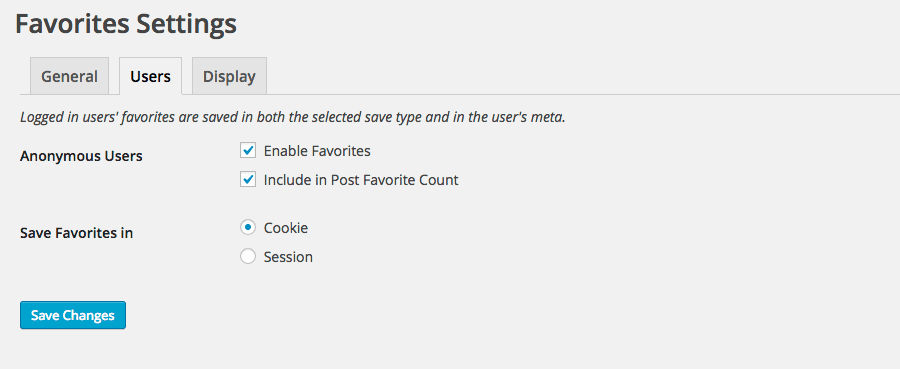 Favorites Settings
General Users Display
Logged in users' favorites are saved in both the selected save type and in the user's meta.
Anonymous Users
Enable Favorites
Include in Post Favorite Count
Save Favorites in
Cookie
Session
Save Changes